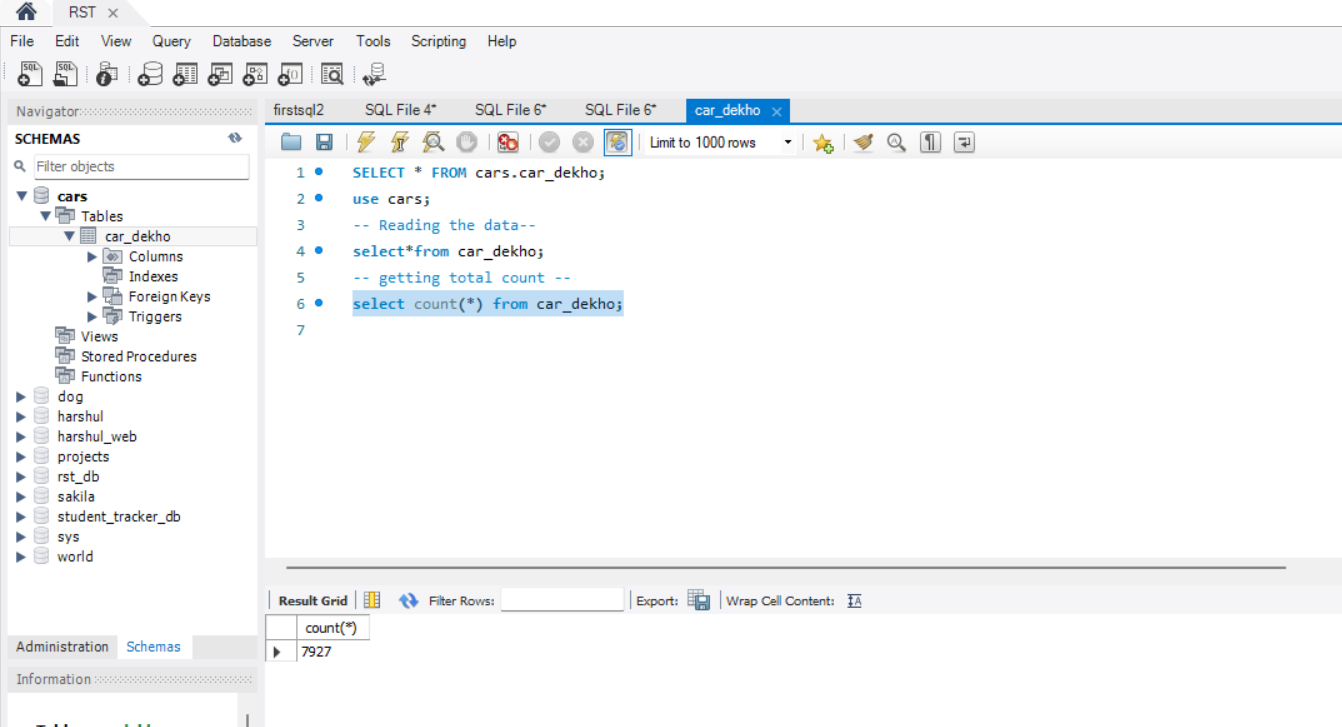 RST
File Edit View Query Database Server Tools Scripting Help
Navigator
SCHEMAS
Filter objects
cars
Tables
car_dekho
Columns
Indexes
Foreign Keys
Triggers
Views
Stored Procedures
Functions
dog
harshul
harshul_web
projects
rst_db
sakila
student_tracker_db
sys
world
Administration Schemas
Information
firstsql2 SQL File 4* SQL File 6* SQL File 6* car_dekho
Limit to 1000 rows
1 SELECT * FROM cars.car_dekho;
2 use cars;
3 -- Reading the data--
4 select*from car_dekho;
5 -- getting total count --
6 select count(*) from car_dekho;
7
Result Grid Filter Rows: Export: Wrap Cell Content:
count(*)
7927